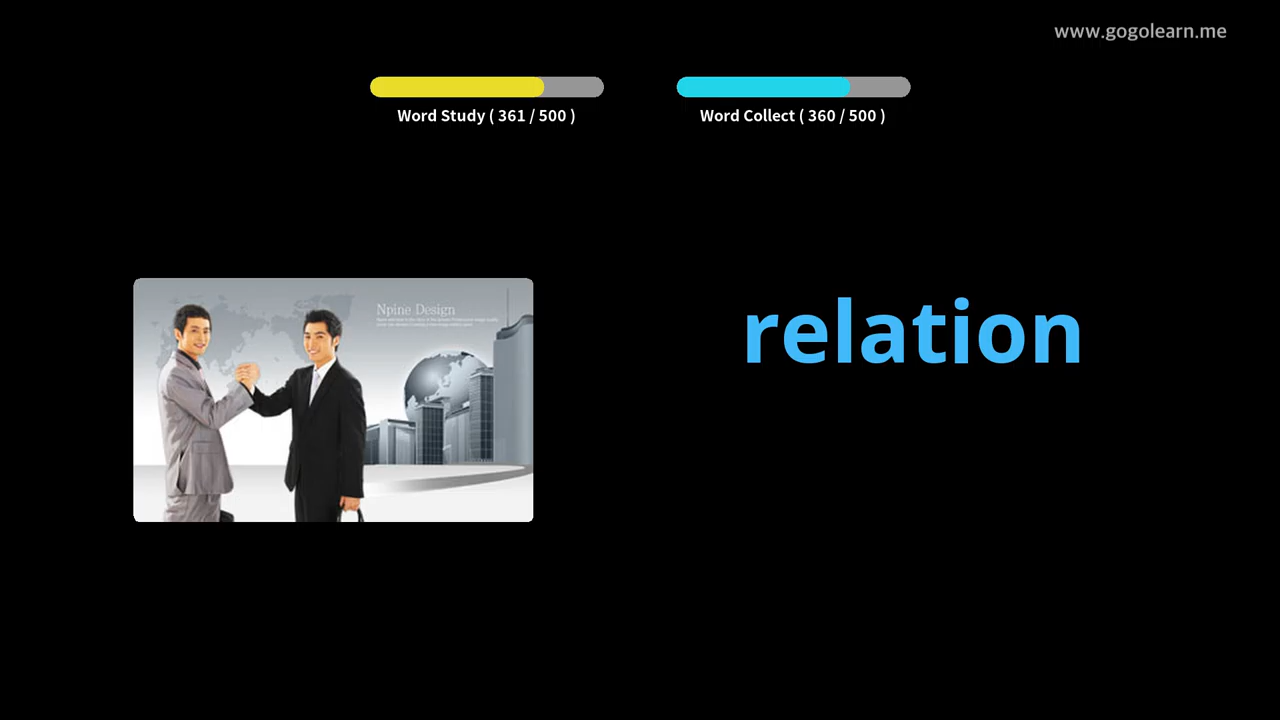 www.gogolearn.me
Word Study ( 361 / 500 )
Word Collect ( 360 / 500 )
Npine Design
relation